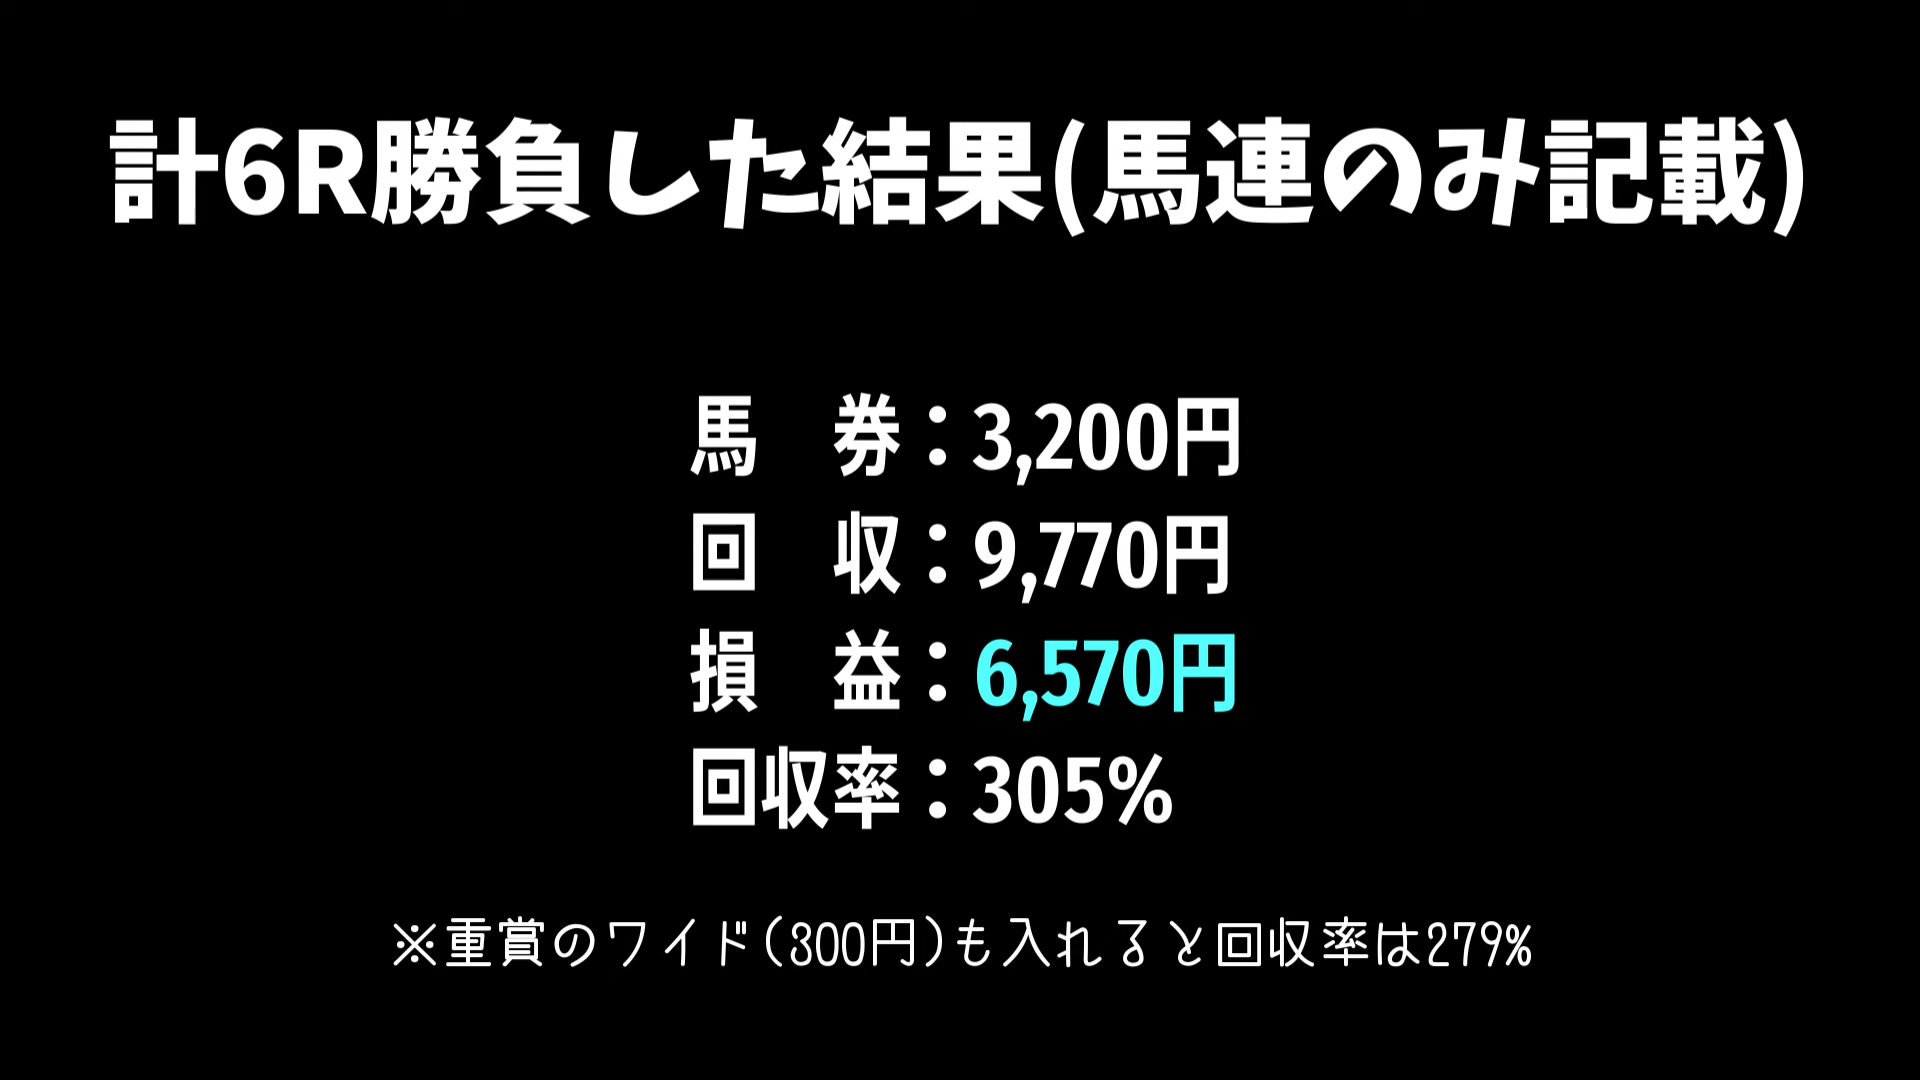 計6R勝負した結果(馬連のみ記載)
馬　券：3,200円
回　収：9,770円
損　益：6,570円
回収率：305%
※重賞のワイド(300円)も入れると回収率は279%